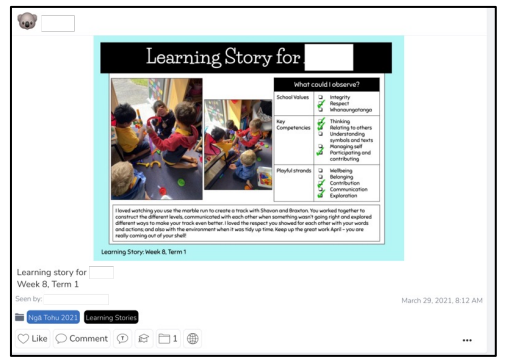 Learning Story for
What could I observe?
School Values
Integrity
Respect
Whanaungatanga
Key
Competencies
Thinking
Relating to others
Understanding
symbols and texts
Managing self
Participating and
contributing
Playful strands
Wellbeing
Belonging
Contribution
Communication
Exploration
I loved watching you use the marble run to create a track with Shavon and Braxton. You worked together to
construct the different levels, communicated with each other when something wasn't going right and explored
different ways to make your track even better. I loved the respect you showed for each other with your words
and actions; and also with the environment when it was tidy up time. Keep up the great work April – you are
really coming out of your shell!
Learning Story: Week 8, Term 1
Learning story for
Week 8, Term 1
Seen by:
March 29, 2021, 8:12 AM
Ngā Tohu 2021 Learning Stories
Like Comment 1